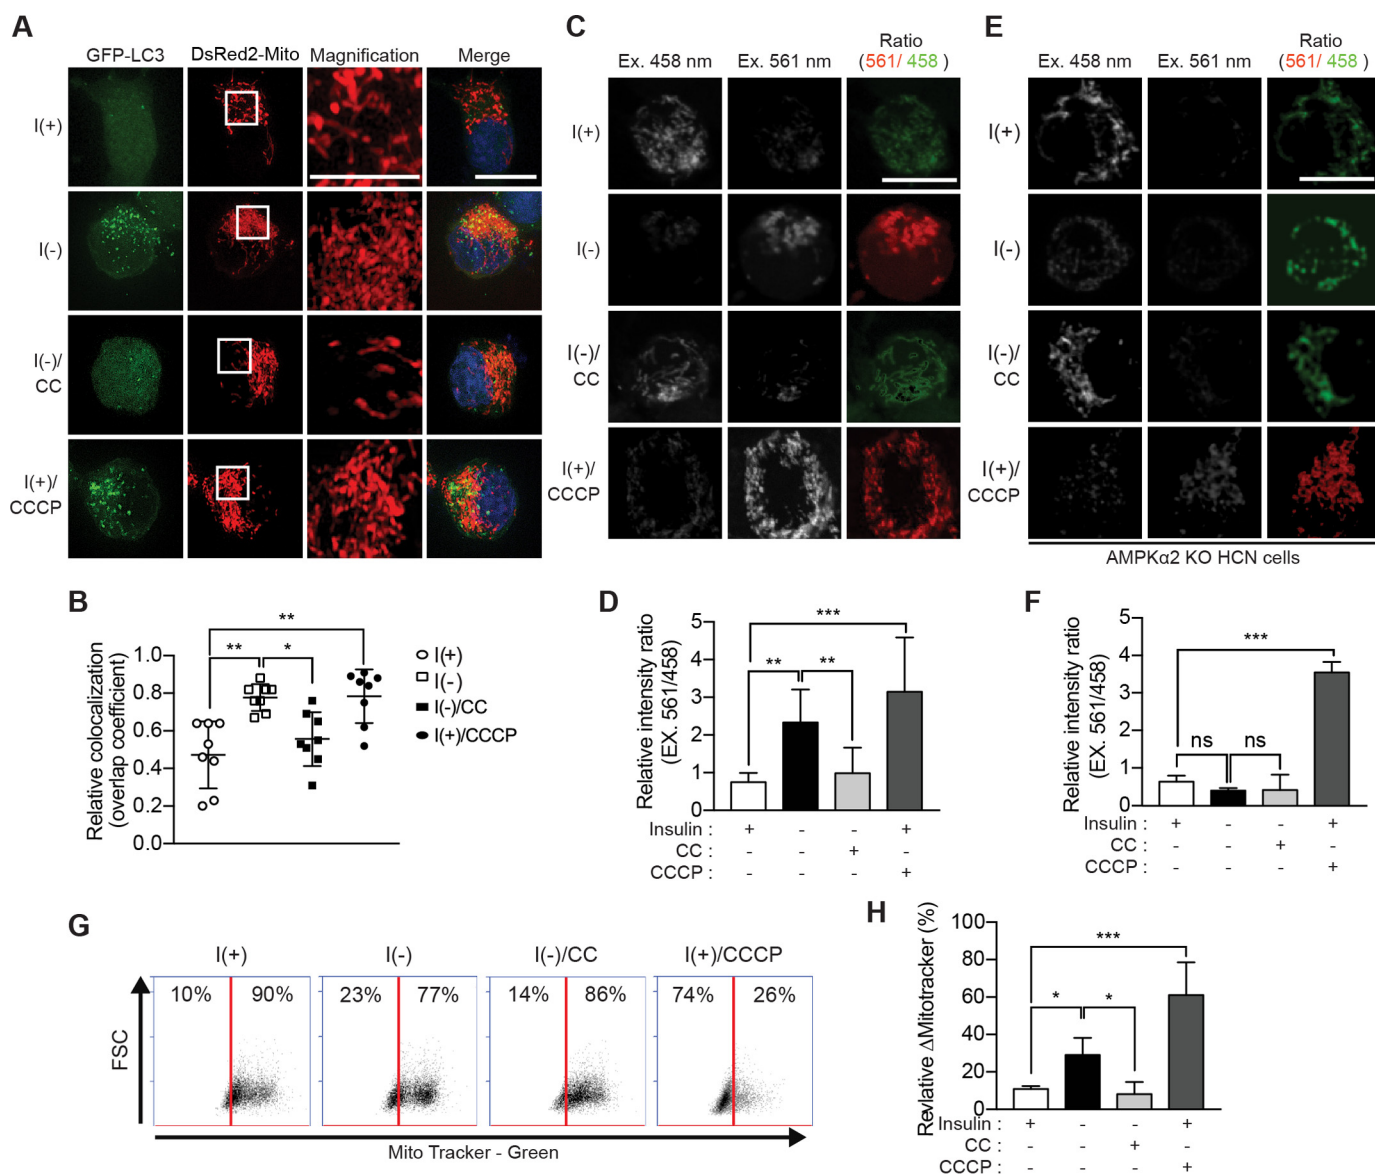 A
GFP-LC3 DsRed2-Mito Magnification Merge
I(+)
I(-)
I(-)/
CC
I(+)/
CCCP
B
Relative colocalization
(overlap coefficient)
1.0
0.8
0.6
0.4
0.2
0.0
** * **
I(+)
I(-)
I(-)/CC
I(+)/CCCP
C
Ex. 458 nm Ex. 561 nm Ratio
(561/ 458 )
I(+)
I(-)
I(-)/
CC
I(+)/
CCCP
D
Relative intensity ratio
(EX. 561/458)
5
4
3
2
1
0
***
** **
Insulin : + - - +
CC : - - + -
CCCP : - - - +
E
Ex. 458 nm Ex. 561 nm Ratio
(561/ 458 )
I(+)
I(-)
I(-)/
CC
I(+)/
CCCP
AMPKα2 KO HCN cells
F
Relative intensity ratio
(EX. 561/458)
5
4
3
2
1
0
***
ns ns
Insulin : + - - +
CC : - - + -
CCCP : - - - +
G
I(+) I(-) I(-)/CC I(+)/CCCP
10% 90% 23% 77% 14% 86% 74% 26%
FSC
Mito Tracker - Green
H
Revlative ΔMitotracker (%)
100
80
60
40
20
0
***
* *
Insulin : + - - +
CC : - - + -
CCCP : - - - +